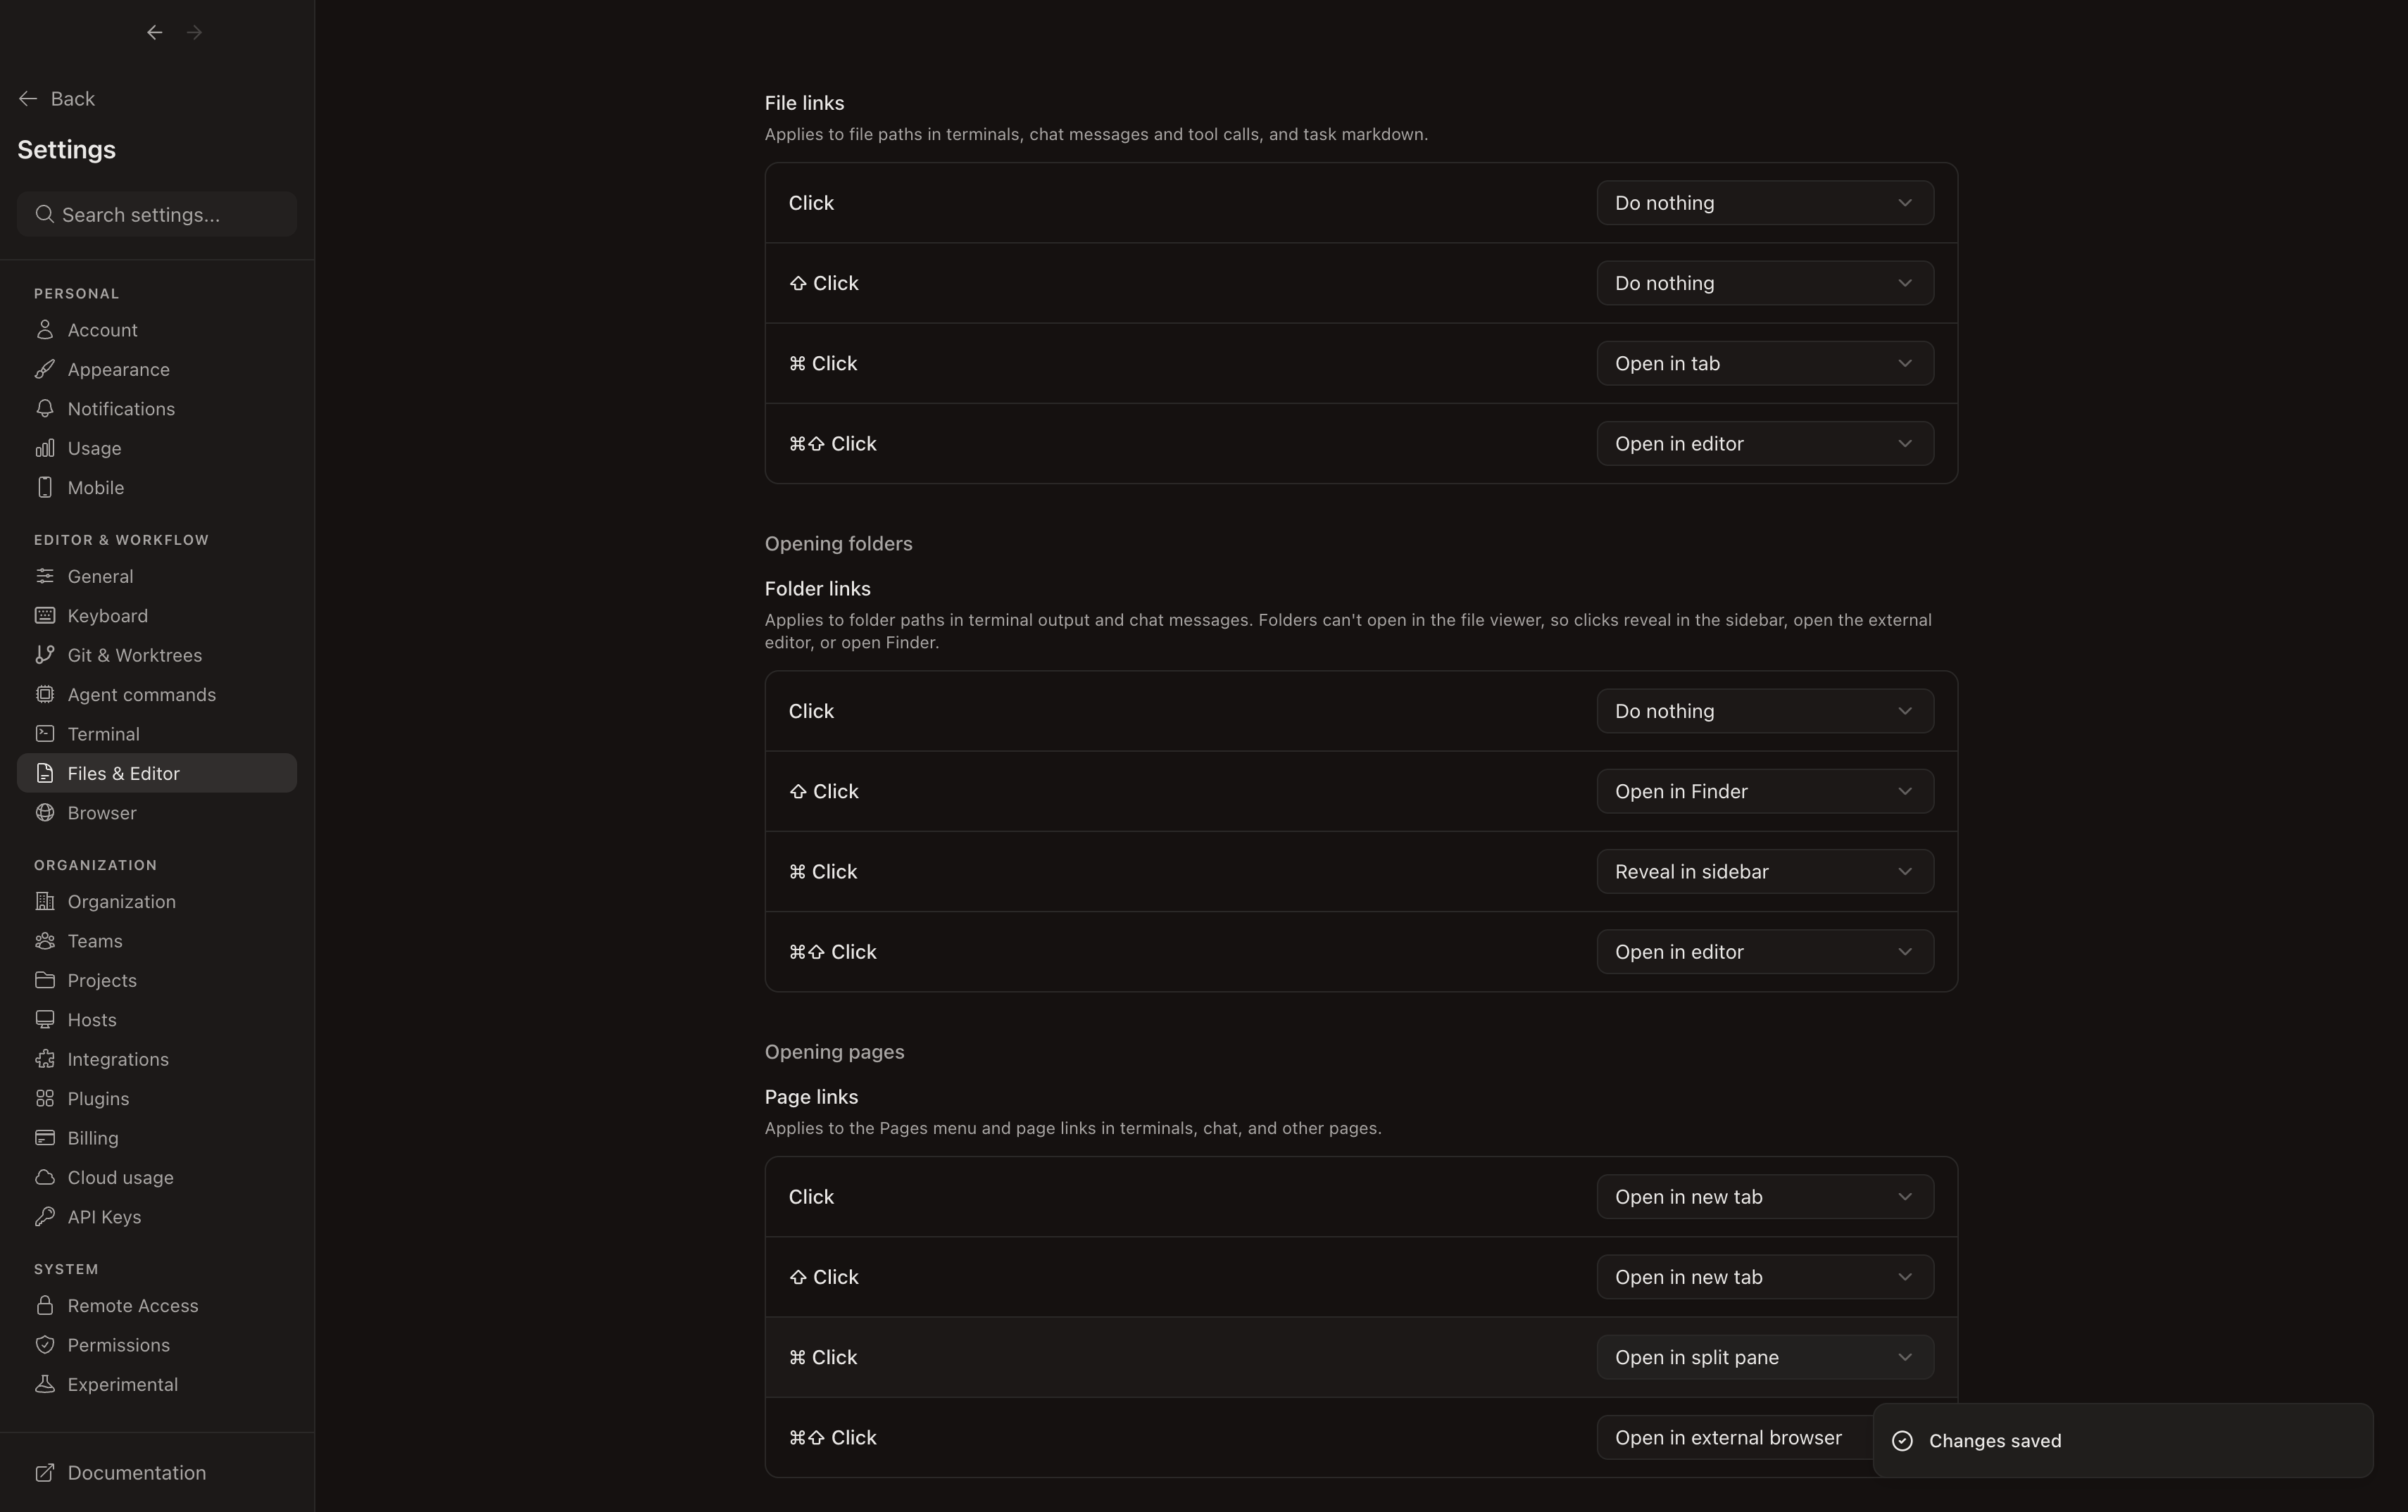 Back
Settings
Search settings...
PERSONAL
Account
Appearance
Notifications
Usage
Mobile
EDITOR & WORKFLOW
General
Keyboard
Git & Worktrees
Agent commands
Terminal
Files & Editor
Browser
ORGANIZATION
Organization
Teams
Projects
Hosts
Integrations
Plugins
Billing
Cloud usage
API Keys
SYSTEM
Remote Access
Permissions
Experimental
Documentation
File links
Applies to file paths in terminals, chat messages and tool calls, and task markdown.
Click Do nothing
⇧ Click Do nothing
⌘ Click Open in tab
⌘⇧ Click Open in editor
Opening folders
Folder links
Applies to folder paths in terminal output and chat messages. Folders can't open in the file viewer, so clicks reveal in the sidebar, open the external
editor, or open Finder.
Click Do nothing
⇧ Click Open in Finder
⌘ Click Reveal in sidebar
⌘⇧ Click Open in editor
Opening pages
Page links
Applies to the Pages menu and page links in terminals, chat, and other pages.
Click Open in new tab
⇧ Click Open in new tab
⌘ Click Open in split pane
⌘⇧ Click Open in external browser
Changes saved